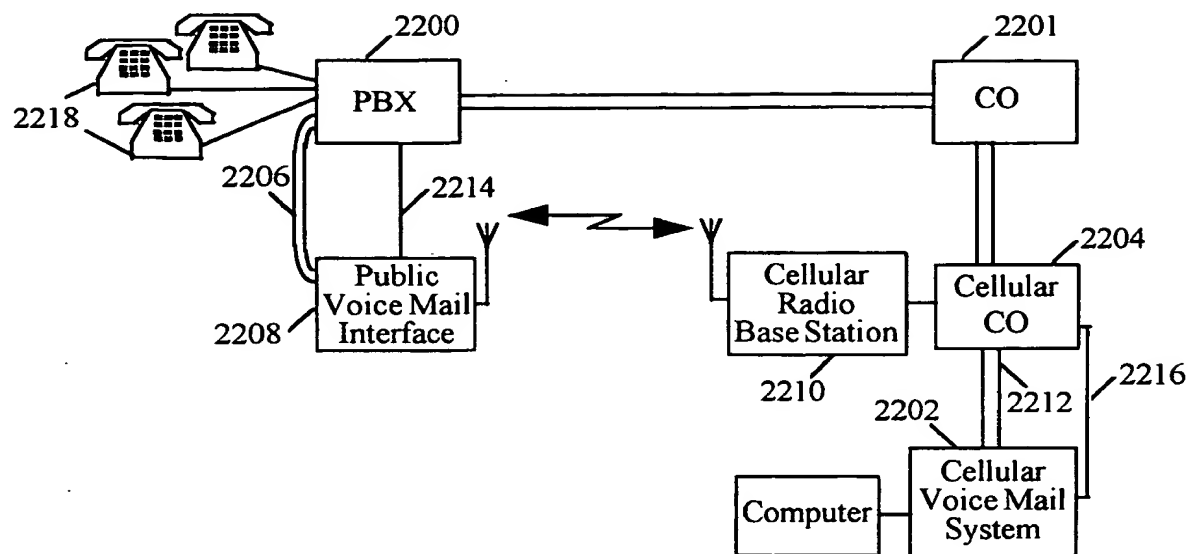 2200
2201
PBX
CO
2218
2206
2214
2204
Public
Voice Mail
Interface
2208
Cellular
Radio
Base Station
2210
Cellular
CO
2216
2202
2212
Computer
Cellular
Voice Mail
System